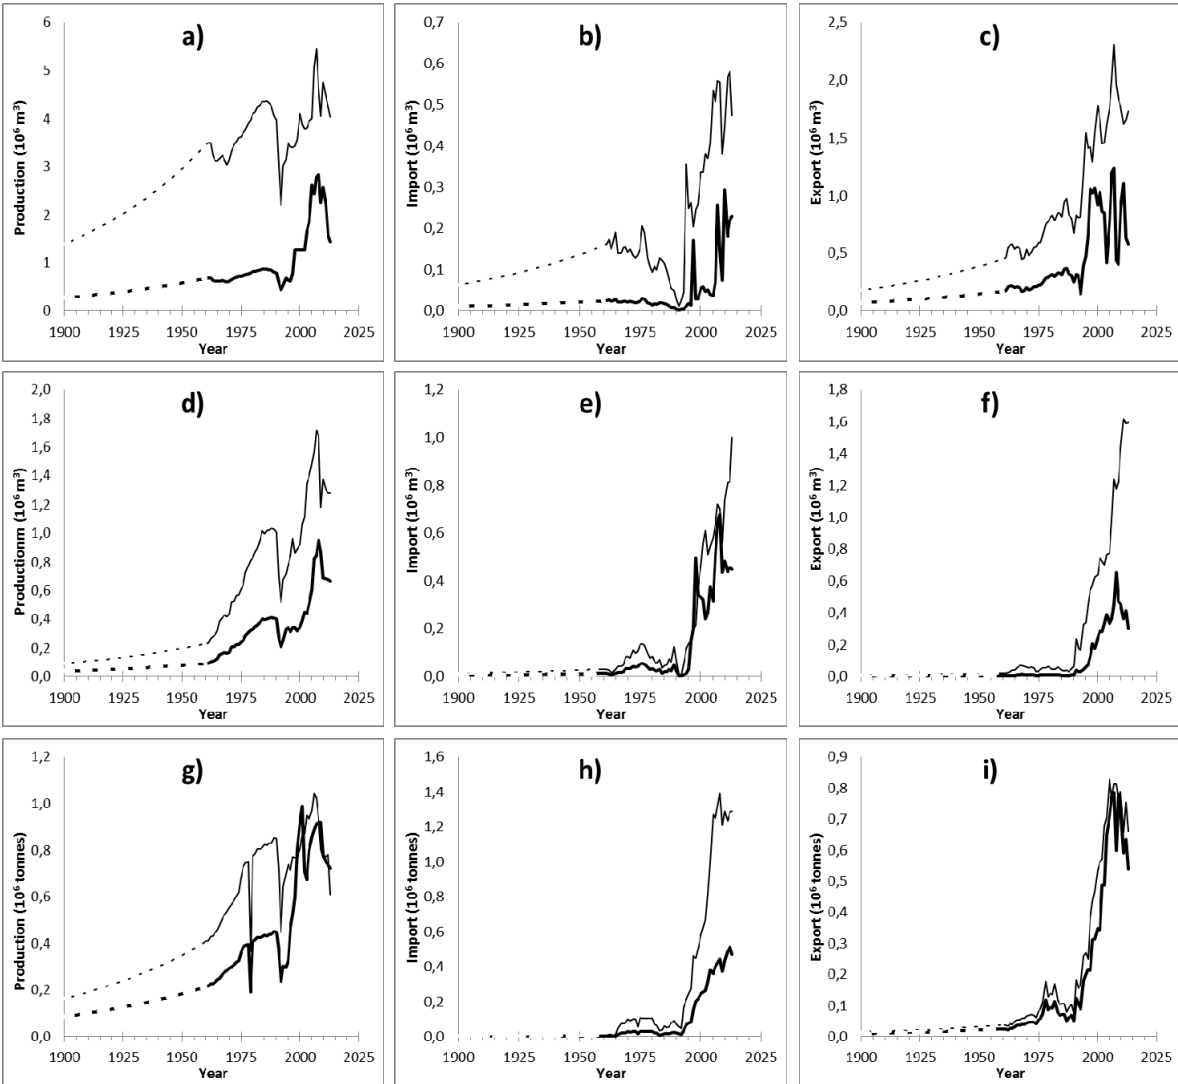 a)
Production (10⁶ m³)
6
5
4
3
2
1
0
1900 1925 1950 1975 2000 2025
Year
b)
Import (10⁶ m³)
0,7
0,6
0,5
0,4
0,3
0,2
0,1
0,0
1900 1925 1950 1975 2000 2025
Year
c)
Export (10⁶ m³)
2,5
2,0
1,5
1,0
0,5
0,0
1900 1925 1950 1975 2000 2025
Year
d)
Productionm (10⁶ m³)
2,0
1,8
1,6
1,4
1,2
1,0
0,8
0,6
0,4
0,2
0,0
1900 1925 1950 1975 2000 2025
Year
e)
Import (10⁶ m³)
1,2
1,0
0,8
0,6
0,4
0,2
0,0
1900 1925 1950 1975 2000 2025
Year
f)
Export (10⁶ m³)
1,8
1,6
1,4
1,2
1,0
0,8
0,6
0,4
0,2
0,0
1900 1925 1950 1975 2000 2025
Year
g)
Production (10⁶ tonnes)
1,2
1,0
0,8
0,6
0,4
0,2
0,0
1900 1925 1950 1975 2000 2025
Year
h)
Import (10⁶ tonnes)
1,6
1,4
1,2
1,0
0,8
0,6
0,4
0,2
0,0
1900 1925 1950 1975 2000 2025
Year
i)
Export (10⁶ tonnes)
0,9
0,8
0,7
0,6
0,5
0,4
0,3
0,2
0,1
0,0
1900 1925 1950 1975 2000 2025
Year